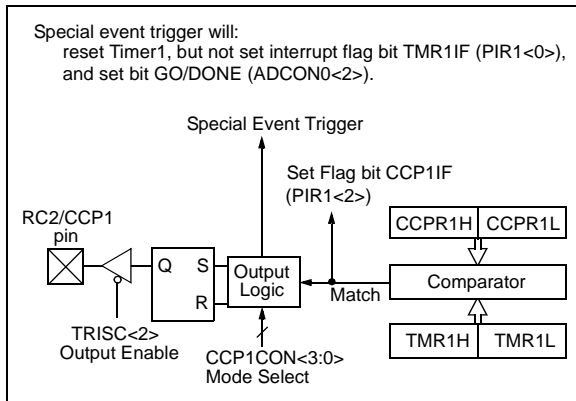 Special event trigger will:
reset Timer1, but not set interrupt flag bit TMR1IF (PIR1<0>),
and set bit GO/DONE (ADCON0<2>).
Special Event Trigger
Set Flag bit CCP1IF
(PIR1<2>)
RC2/CCP1
pin
CCPR1H CCPR1L
Q S
R
Output
Logic
Match
Comparator
TRISC<2>
Output Enable
CCP1CON<3:0>
Mode Select
TMR1H TMR1L